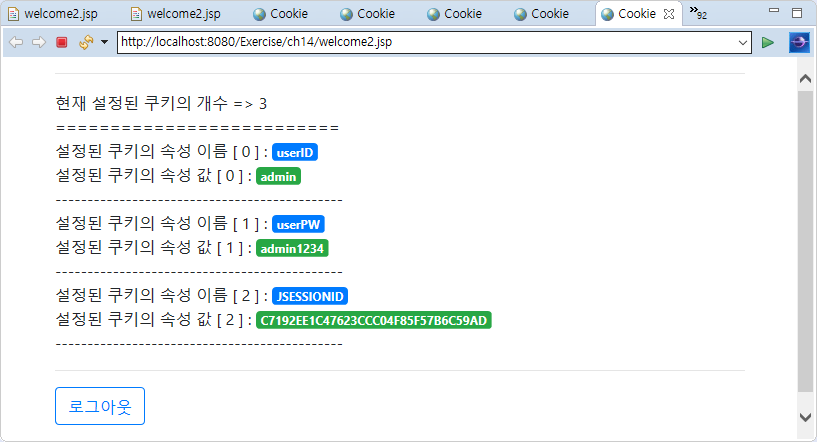 welcome2.jsp welcome2.jsp Cookie Cookie Cookie Cookie Cookie 92
http://localhost:8080/Exercise/ch14/welcome2.jsp
현재 설정된 쿠키의 개수 => 3
==========================
설정된 쿠키의 속성 이름 [ 0 ] : userID
설정된 쿠키의 속성 값 [ 0 ] : admin
-------------------------------------------
설정된 쿠키의 속성 이름 [ 1 ] : userPW
설정된 쿠키의 속성 값 [ 1 ] : admin1234
-------------------------------------------
설정된 쿠키의 속성 이름 [ 2 ] : JSESSIONID
설정된 쿠키의 속성 값 [ 2 ] : C7192EE1C47623CCC04F85F57B6C59AD
-------------------------------------------
로그아웃